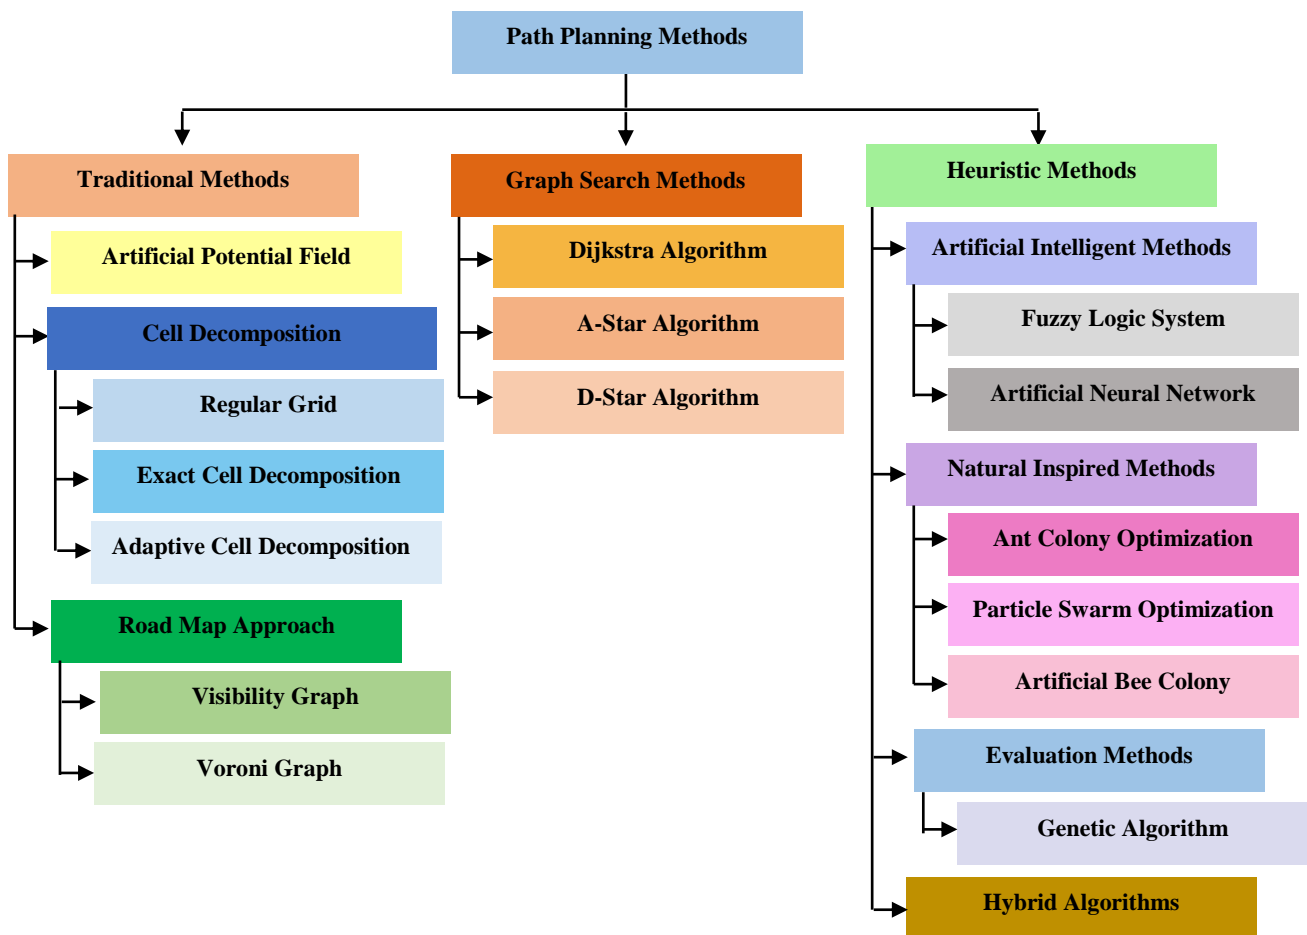 Path Planning Methods
Traditional Methods
Artificial Potential Field
Cell Decomposition
Regular Grid
Exact Cell Decomposition
Adaptive Cell Decomposition
Road Map Approach
Visibility Graph
Voroni Graph
Graph Search Methods
Dijkstra Algorithm
A-Star Algorithm
D-Star Algorithm
Heuristic Methods
Artificial Intelligent Methods
Fuzzy Logic System
Artificial Neural Network
Natural Inspired Methods
Ant Colony Optimization
Particle Swarm Optimization
Artificial Bee Colony
Evaluation Methods
Genetic Algorithm
Hybrid Algorithms